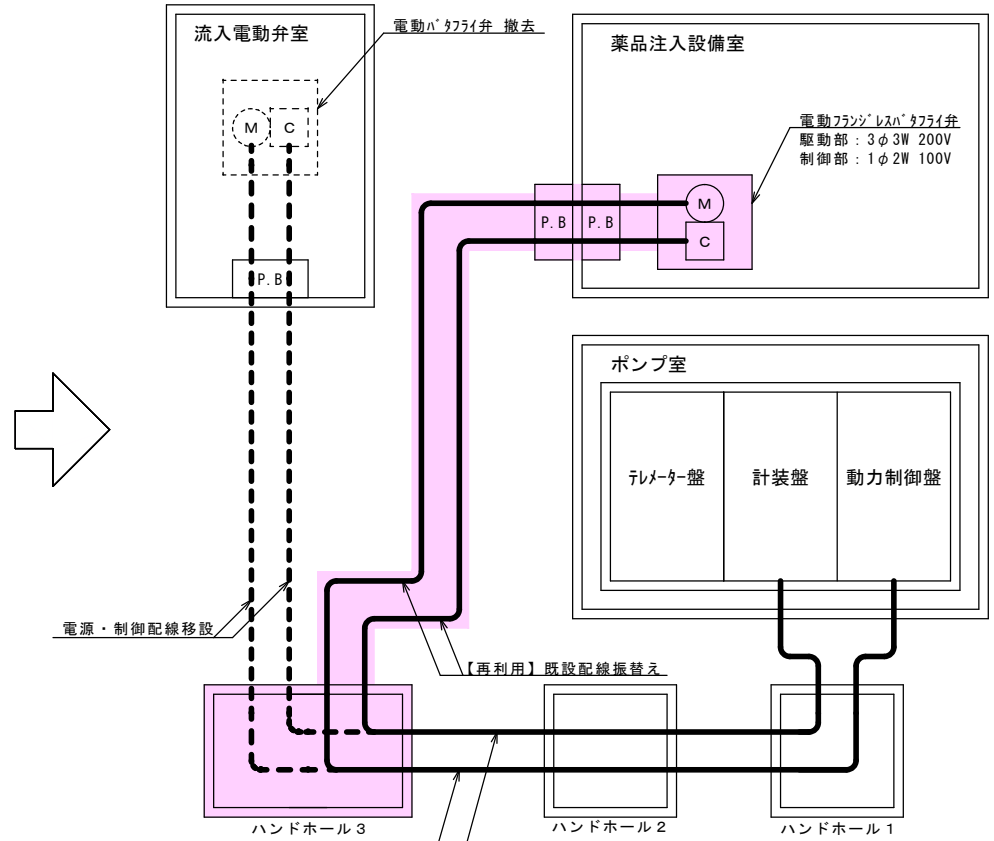 流入電動弁室
電動ﾊﾞﾀﾌﾗｲ弁 撤去
M
C
P.B
薬品注入設備室
電動ﾌﾗﾝｼﾞﾚｽﾊﾞﾀﾌﾗｲ弁
駆動部：3φ3W 200V
制御部：1φ2W 100V
P.B
P.B
M
C
ポンプ室
ﾃﾚﾒｰﾀｰ盤
計装盤
動力制御盤
電源・制御配線移設
【再利用】既設配線振替え
ハンドホール３
ハンドホール２
ハンドホール１